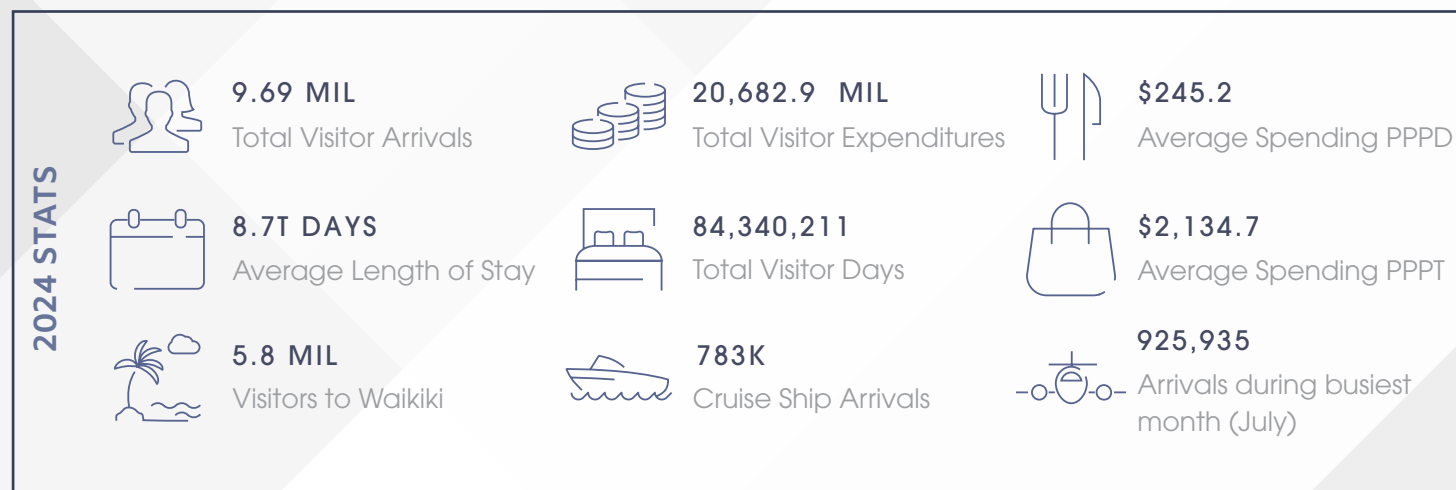 2024 STATS
9.69 MIL
Total Visitor Arrivals
20,682.9 MIL
Total Visitor Expenditures
$245.2
Average Spending PPPD
8.7T DAYS
Average Length of Stay
84,340,211
Total Visitor Days
$2,134.7
Average Spending PPPT
5.8 MIL
Visitors to Waikiki
783K
Cruise Ship Arrivals
925,935
Arrivals during busiest
month (July)